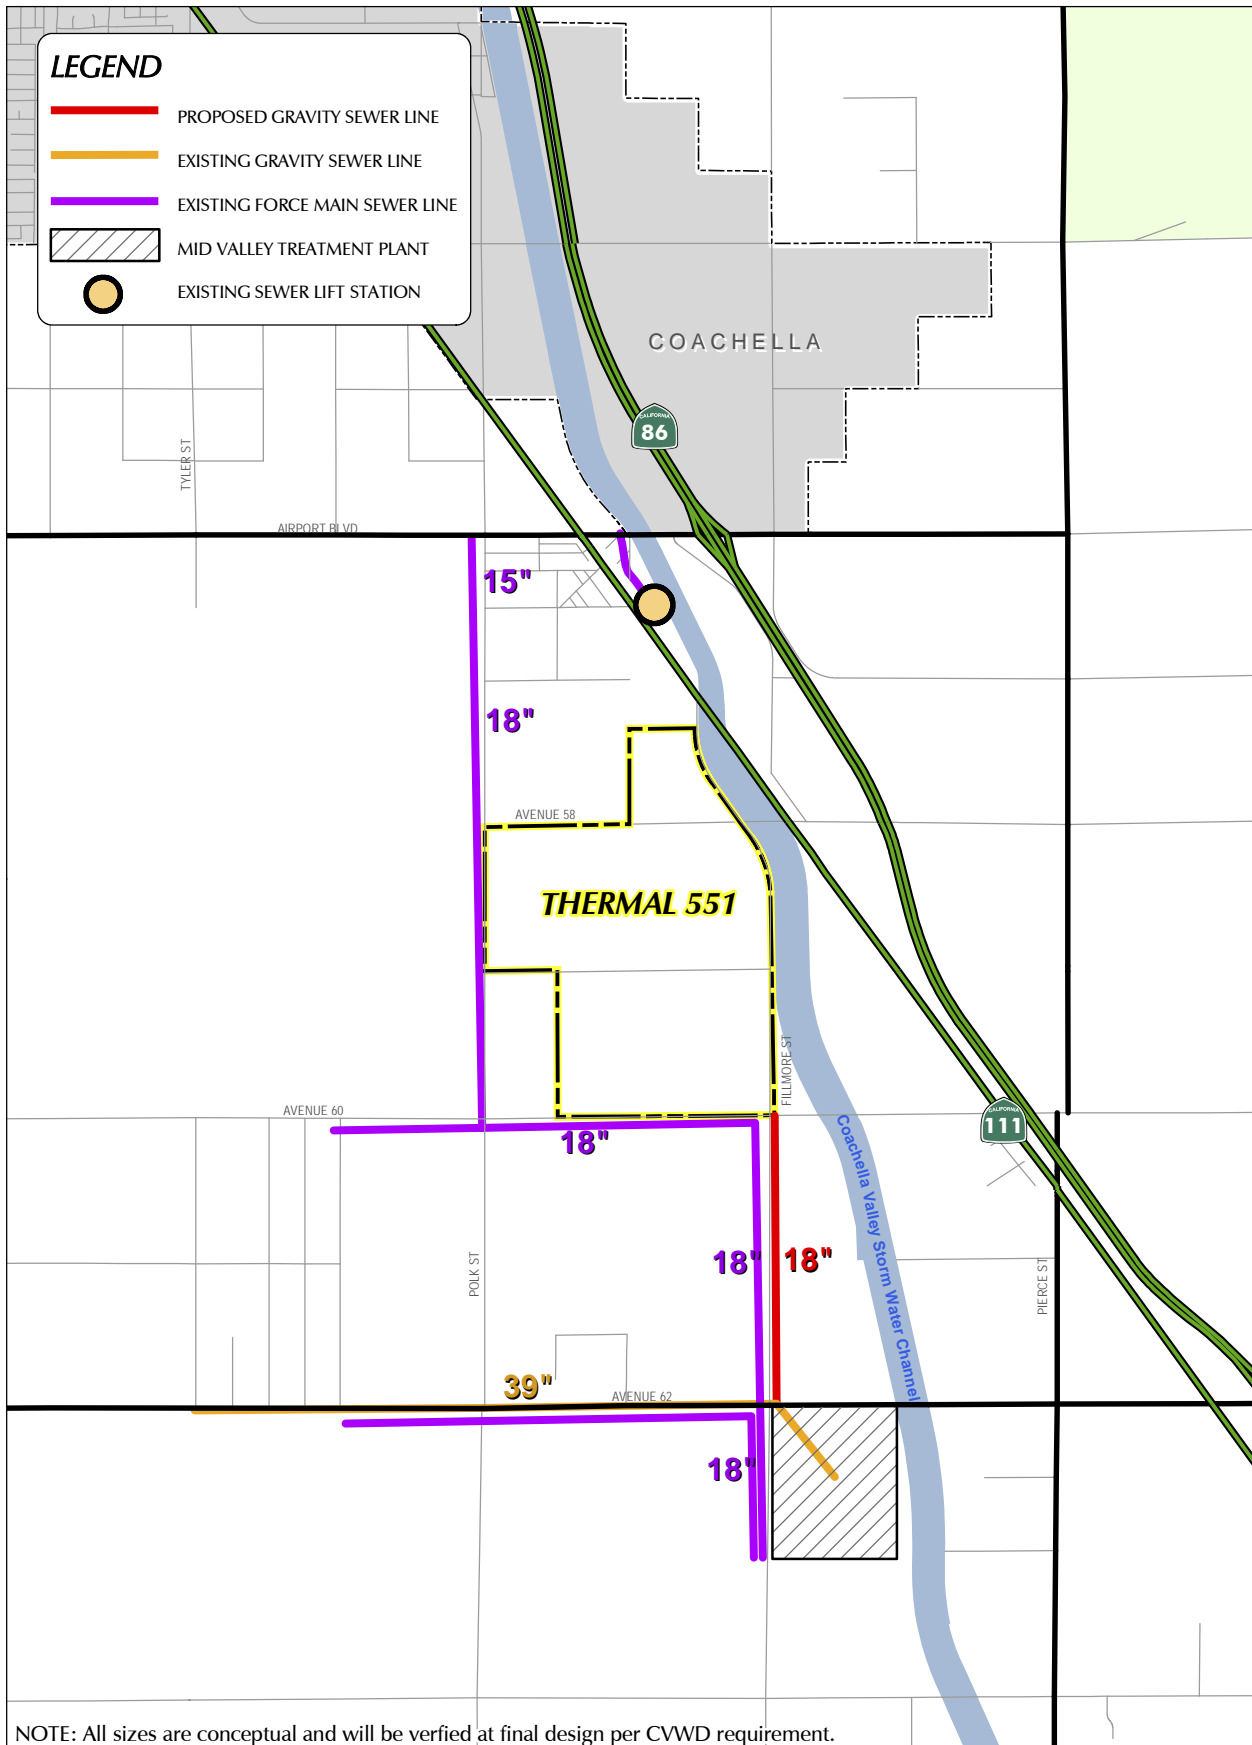 LEGEND
PROPOSED GRAVITY SEWER LINE
EXISTING GRAVITY SEWER LINE
EXISTING FORCE MAIN SEWER LINE
MID VALLEY TREATMENT PLANT
EXISTING SEWER LIFT STATION
COACHELLA
CALIFORNIA
86
TYLER ST
AIRPORT BLVD
15"
18"
AVENUE 58
THERMAL 551
FILLMORE ST
AVENUE 60
CALIFORNIA
111
18"
Coachella Valley Storm Water Channel
18"
18"
POLK ST
PIERCE ST
39"
AVENUE 62
18"
NOTE: All sizes are conceptual and will be verfied at final design per CVWD requirement.